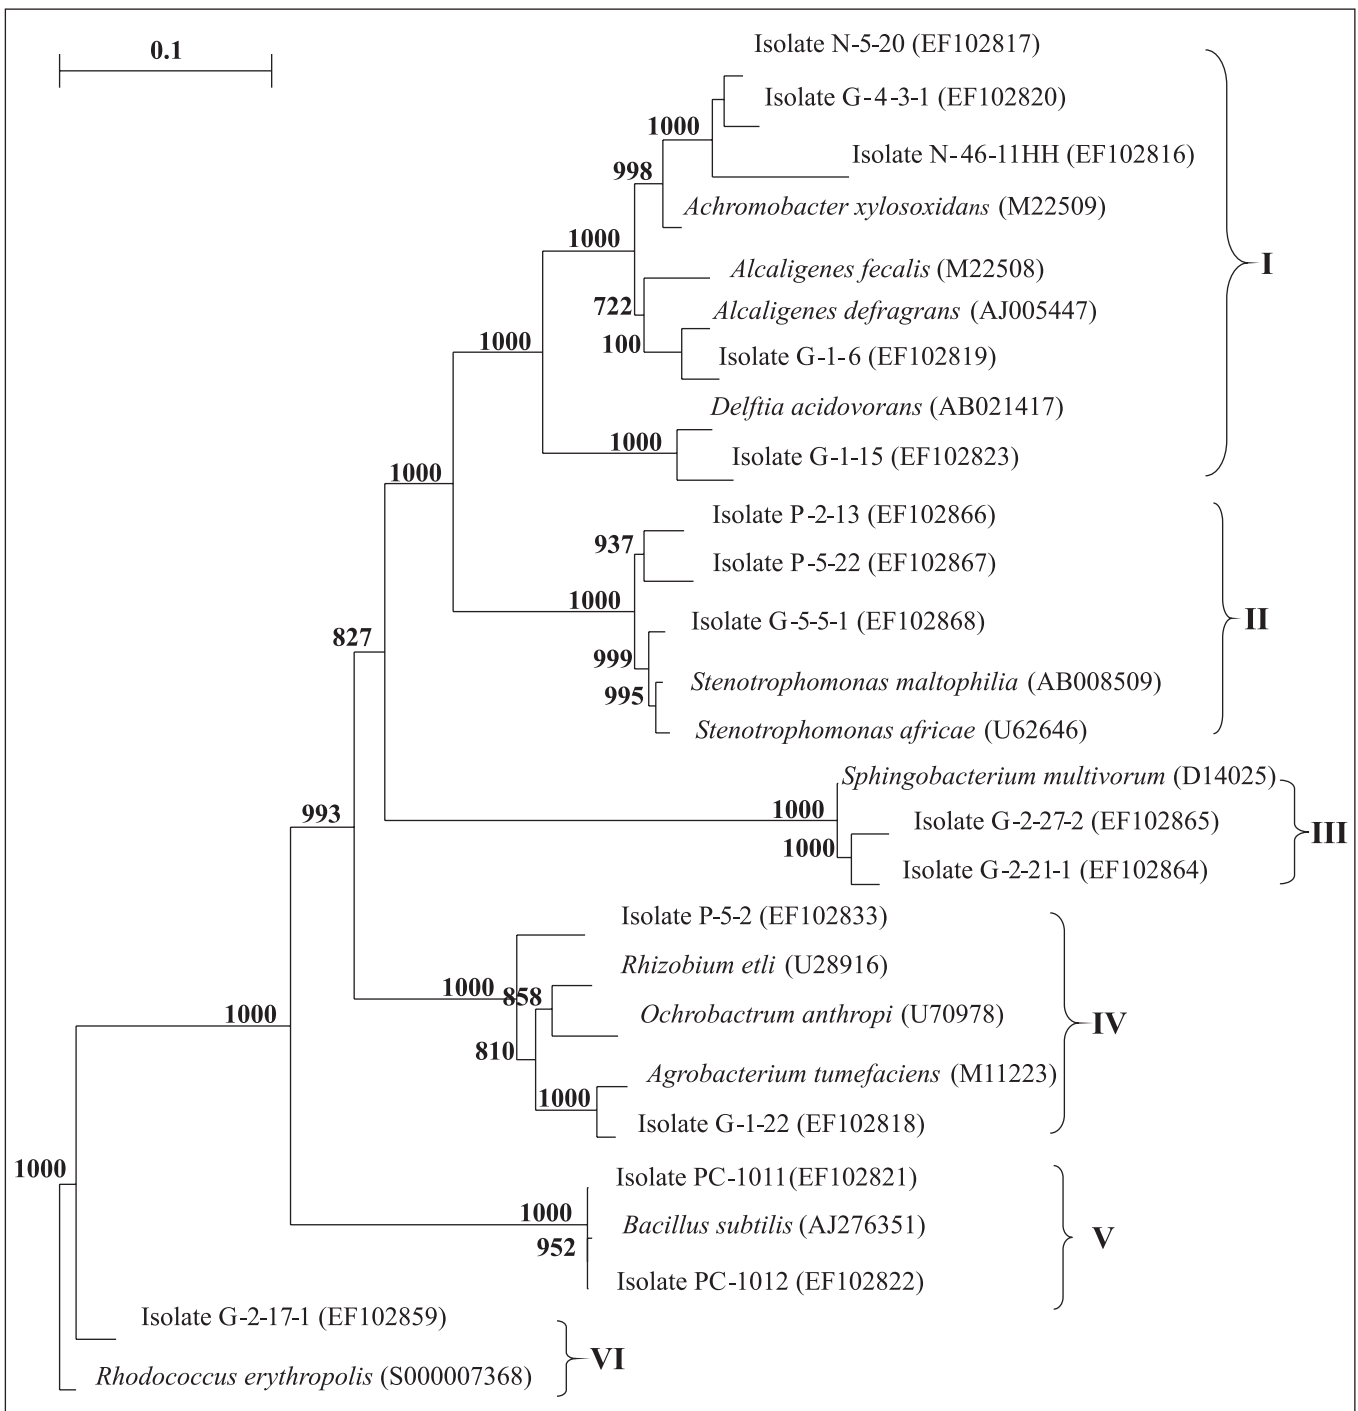 0.1
Isolate N-5-20 (EF102817)
Isolate G-4-3-1 (EF102820)
1000
Isolate N-46-11HH (EF102816)
998
Achromobacter xylosoxidans (M22509)
1000
I
Alcaligenes fecalis (M22508)
722
Alcaligenes defragrans (AJ005447)
1000
100
Isolate G-1-6 (EF102819)
Delftia acidovorans (AB021417)
1000
Isolate G-1-15 (EF102823)
1000
Isolate P-2-13 (EF102866)
937
Isolate P-5-22 (EF102867)
1000
Isolate G-5-5-1 (EF102868)
II
827
999
Stenotrophomonas maltophilia (AB008509)
995
Stenotrophomonas africae (U62646)
Sphingobacterium multivorum (D14025)
993
1000
Isolate G-2-27-2 (EF102865)
III
1000
Isolate G-2-21-1 (EF102864)
Isolate P-5-2 (EF102833)
Rhizobium etli (U28916)
1000
858
1000
Ochrobactrum anthropi (U70978)
IV
810
Agrobacterium tumefaciens (M11223)
1000
Isolate G-1-22 (EF102818)
1000
Isolate PC-1011(EF102821)
1000
Bacillus subtilis (AJ276351)
V
952
Isolate PC-1012 (EF102822)
Isolate G-2-17-1 (EF102859)
VI
Rhodococcus erythropolis (S000007368)